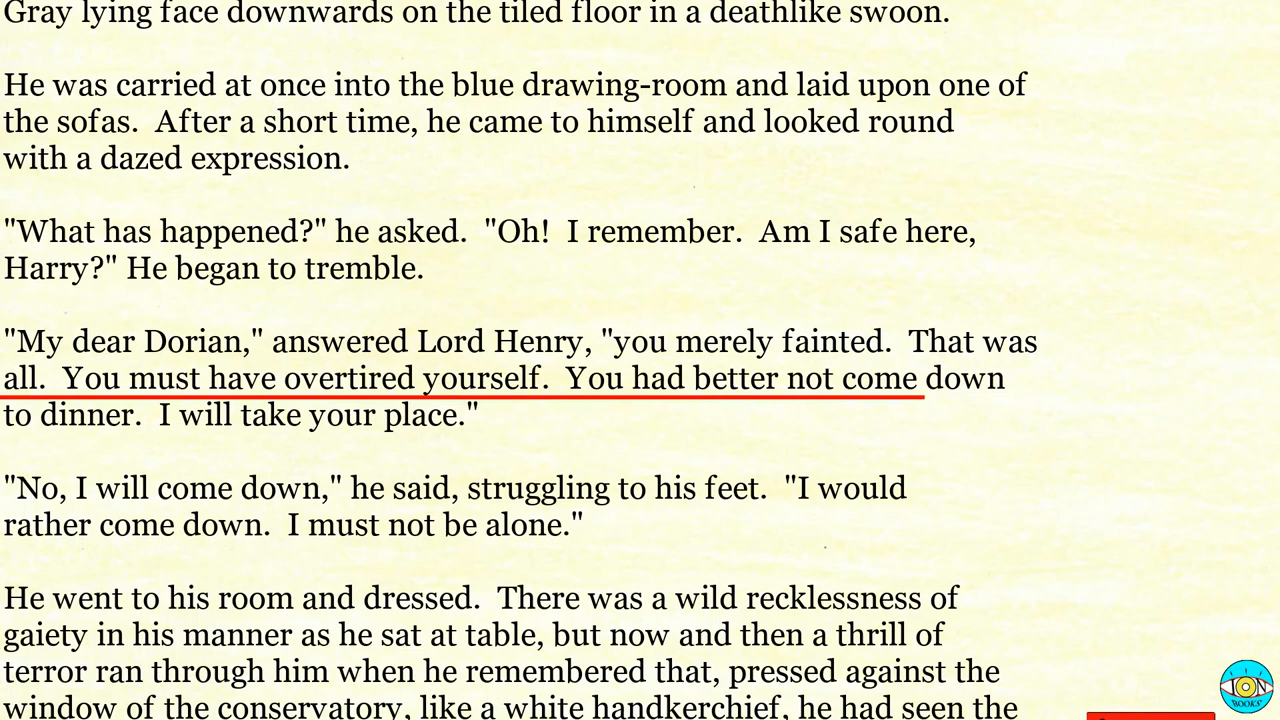 Gray lying face downwards on the tiled floor in a deathlike swoon.
He was carried at once into the blue drawing-room and laid upon one of
the sofas.  After a short time, he came to himself and looked round
with a dazed expression.
"What has happened?" he asked.  "Oh!  I remember.  Am I safe here,
Harry?" He began to tremble.
"My dear Dorian," answered Lord Henry, "you merely fainted.  That was
all.  You must have overtired yourself.  You had better not come down
to dinner.  I will take your place."
"No, I will come down," he said, struggling to his feet.  "I would
rather come down.  I must not be alone."
He went to his room and dressed.  There was a wild recklessness of
gaiety in his manner as he sat at table, but now and then a thrill of
terror ran through him when he remembered that, pressed against the
window of the conservatory, like a white handkerchief, he had seen the
ION
BOOKS